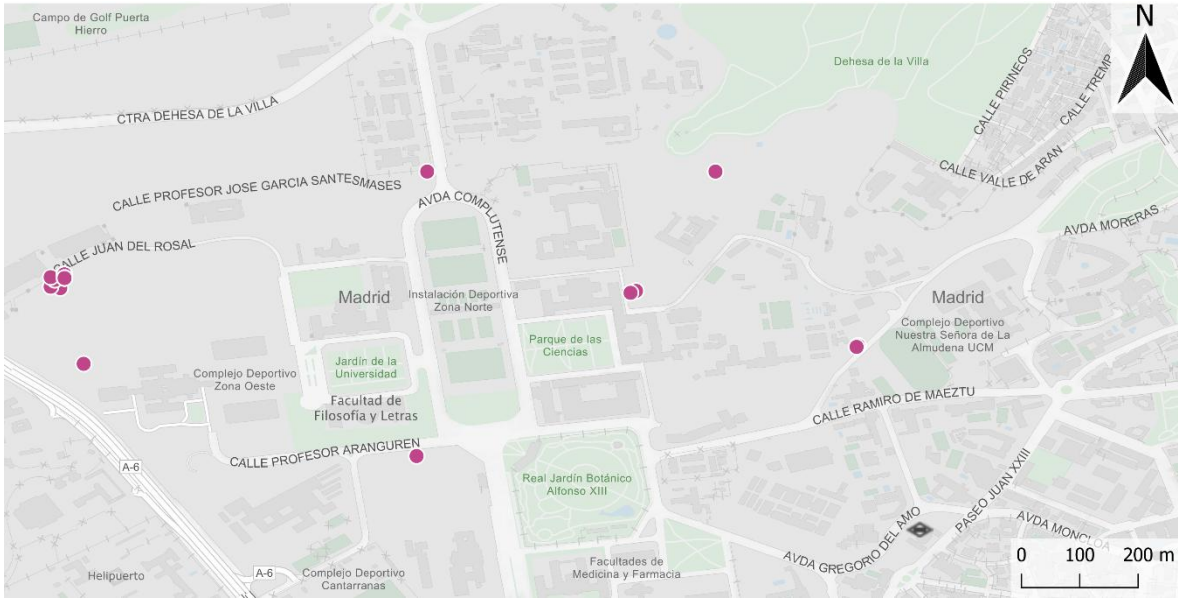 Campo de Golf Puerta
Hierro
N
Dehesa de la Villa
CALLE PIRINEOS
CALLE TREMP
CTRA DEHESA DE LA VILLA
CALLE VALLE DE ARAN
CALLE PROFESOR JOSE GARCIA SANTESMASES
AVDA COMPLUTENSE
AVDA MORERAS
CALLE JUAN DEL ROSAL
Madrid
Instalación Deportiva
Zona Norte
Madrid
Complejo Deportivo
Nuestra Señora de La
Almudena UCM
Parque de las
Ciencias
Jardín de la
Universidad
Complejo Deportivo
Zona Oeste
Facultad de
Filosofía y Letras
CALLE RAMIRO DE MAEZTU
CALLE PROFESOR ARANGUREN
A-6
Real Jardín Botánico
Alfonso XIII
PASEO JUAN XXIII
AVDA GREGORIO DEL AMO
AVDA MONCLOA
Helipuerto
A-6
Complejo Deportivo
Cantarranas
Facultades de
Medicina y Farmacia
0 100 200 m